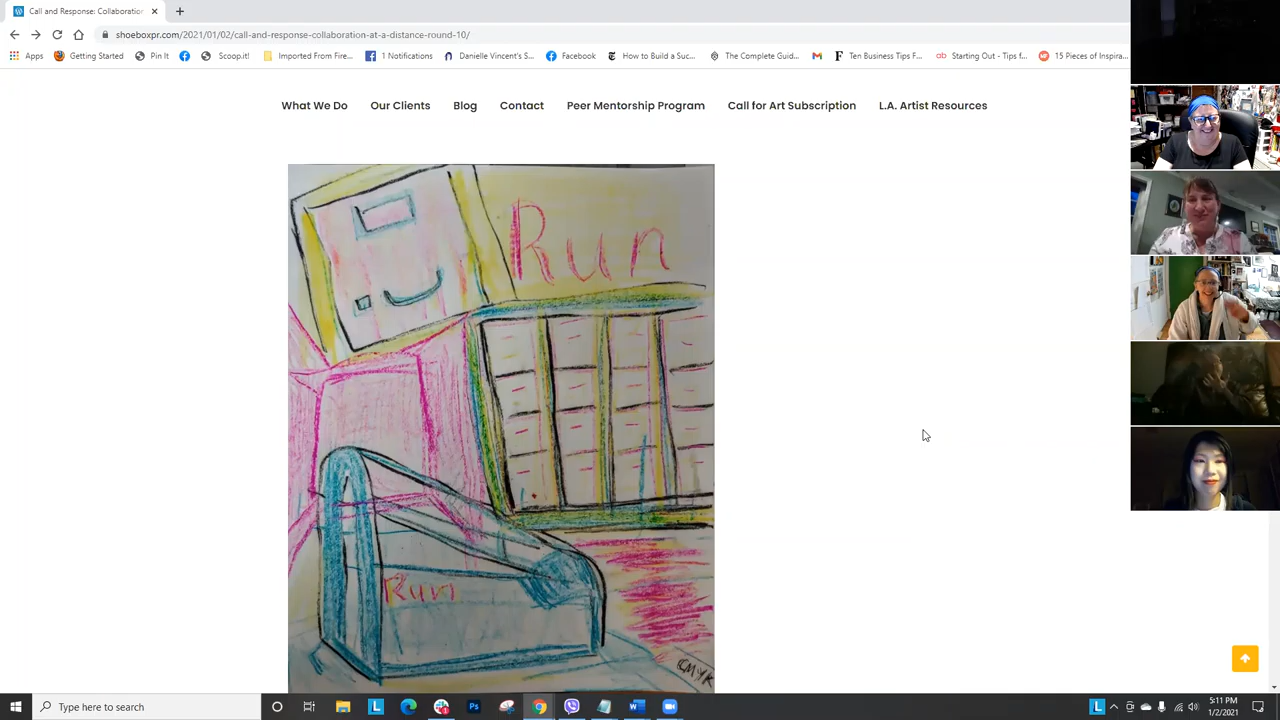 Call and Response: Collaboratio
shoeboxpr.com/2021/01/02/call-and-response-collaboration-at-a-distance-round-10/
Apps Getting Started Pin It Scoop.it Imported From Fire... 1 Notifications Danielle Vincent's S... Facebook How to Build a Suc... The Complete Guid... Ten Business Tips F... Starting Out - Tips f... 15 Pieces of Inspira...
What We Do Our Clients Blog Contact Peer Mentorship Program Call for Art Subscription L.A. Artist Resources
Run
Run
CMYK
Type here to search
5:11 PM
1/2/2021